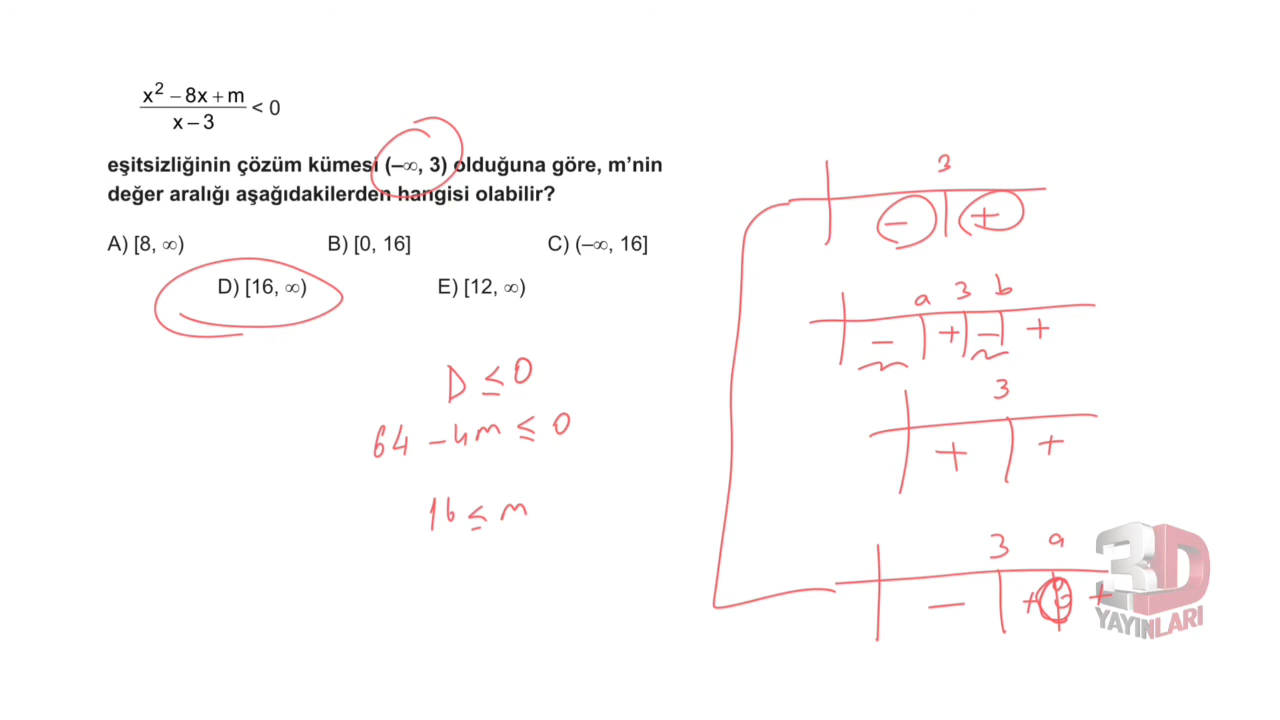 x² – 8x + m
x – 3
< 0
eşitsizliğinin çözüm kümesi (–∞, 3) olduğuna göre, m'nin
değer aralığı aşağıdakilerden hangisi olabilir?
A) [8, ∞) B) [0, 16] C) (–∞, 16]
D) [16, ∞) E) [12, ∞)
D ≤ 0
64 – 4m ≤ 0
16 ≤ m
3
– +
a 3 b
– + – +
3
+ +
3 a
– + +
3D
YAYINLARI